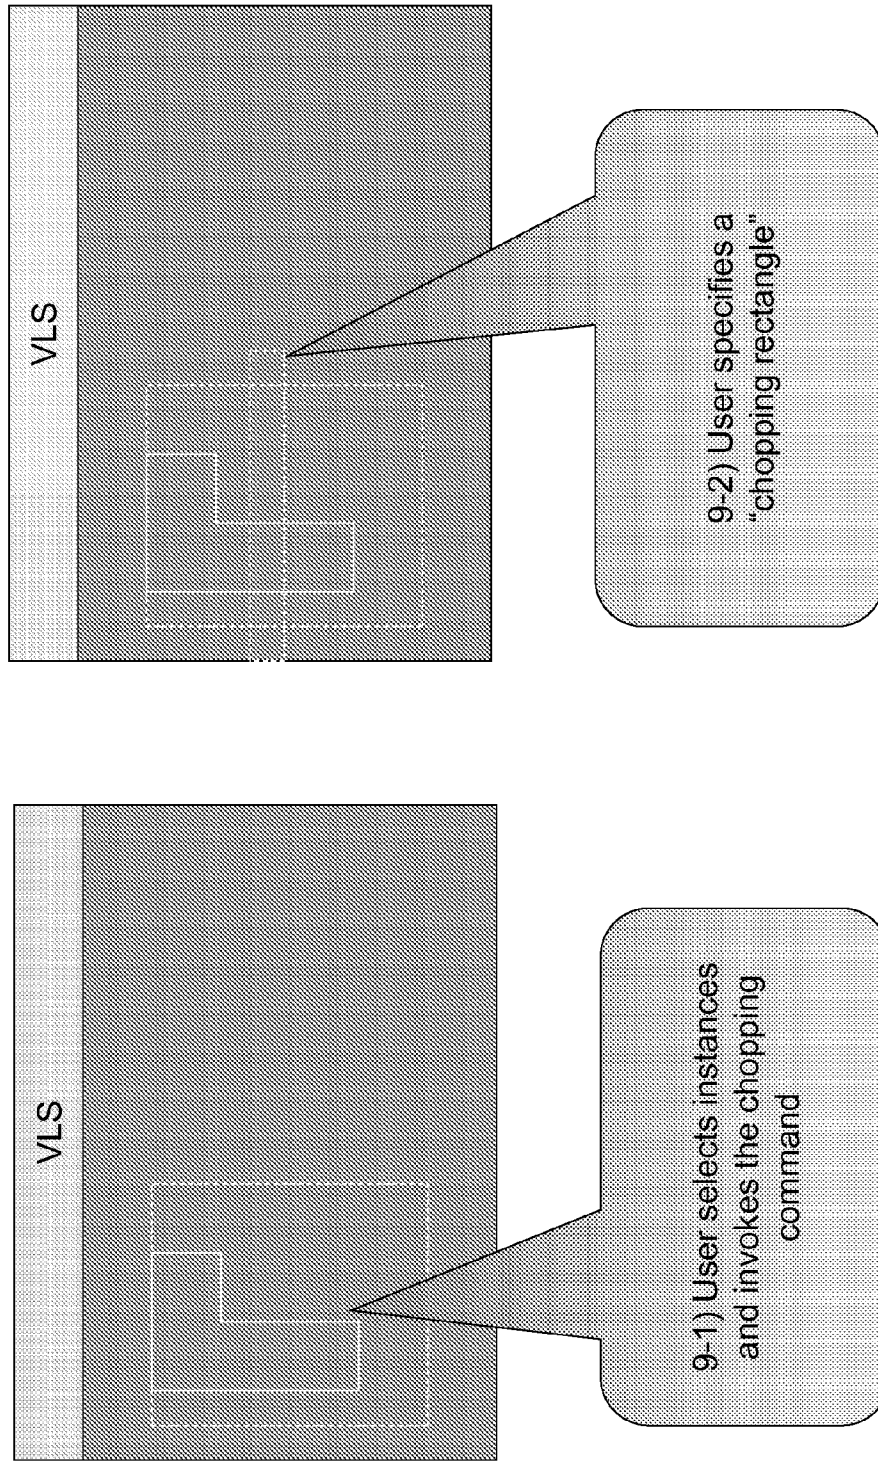 VLS
9-1) User selects instances
and invokes the chopping
command
VLS
9-2) User specifies a
“chopping rectangle”